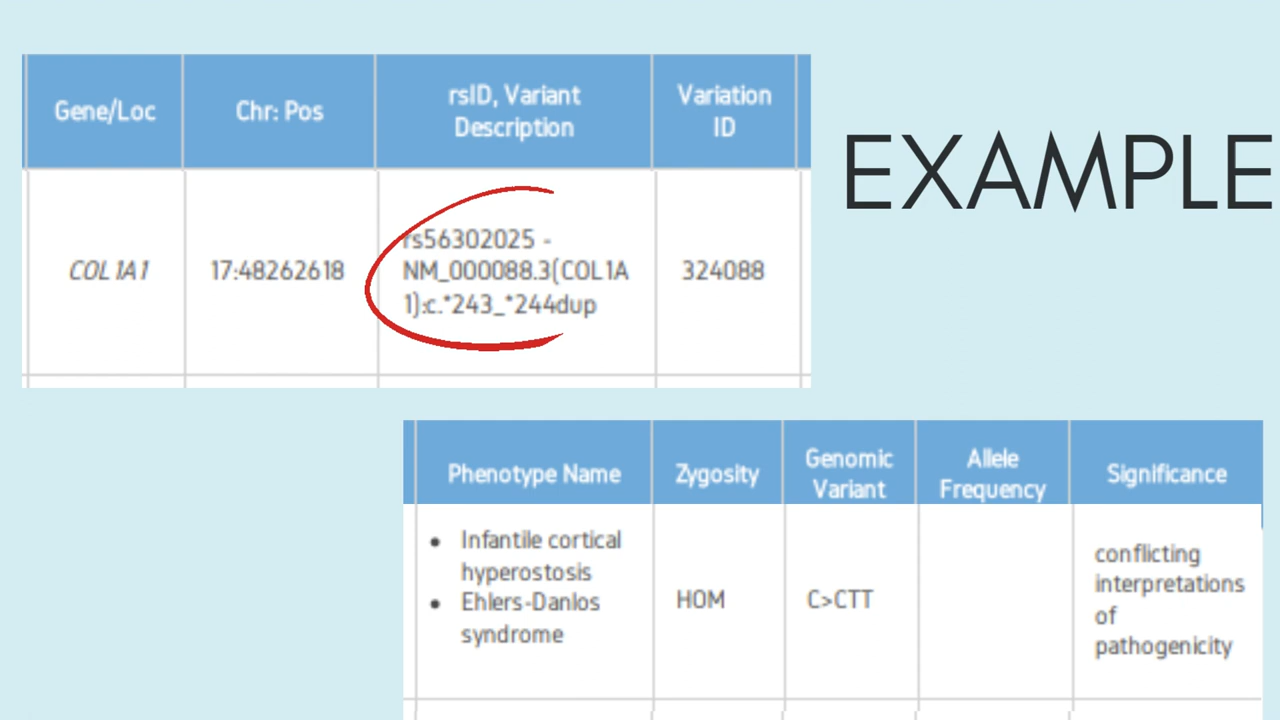 Gene/Loc
Chr: Pos
rsID, Variant
Description
Variation
ID
COL1A1
17:48262618
rs56302025 -
NM_000088.3(COL1A
1):c.*243_*244dup
324088
EXAMPLE
Phenotype Name
Zygosity
Genomic
Variant
Allele
Frequency
Significance
• Infantile cortical
hyperostosis
• Ehlers-Danlos
syndrome
HOM
C>CTT
conflicting
interpretations
of
pathogenicity